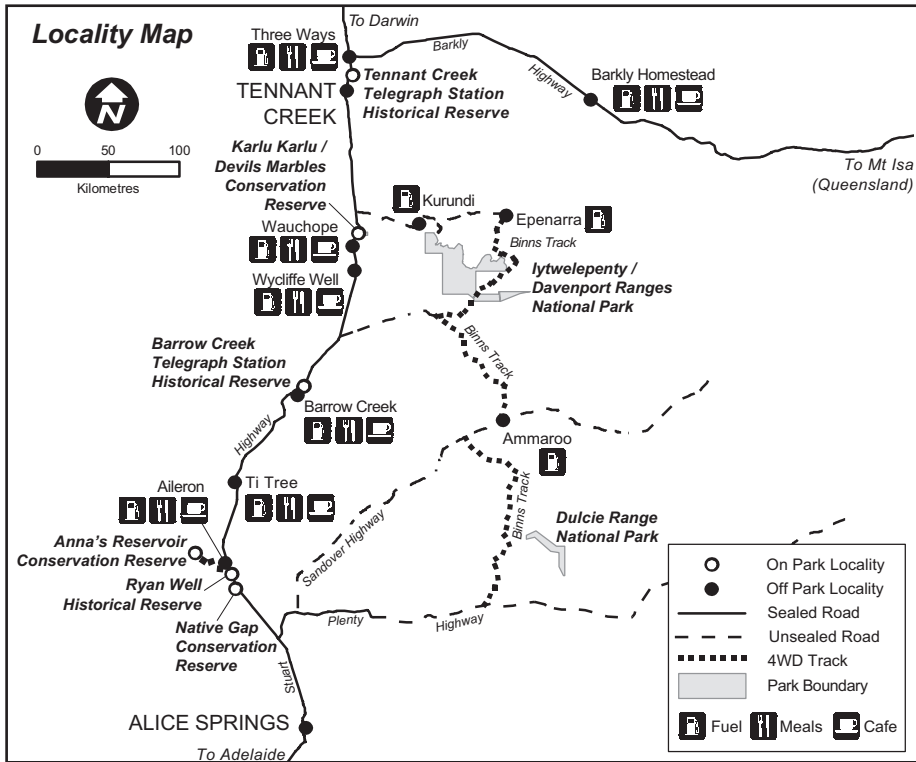 Locality Map
N
0 50 100
Kilometres
To Darwin
Three Ways
Barkly
Highway
Barkly Homestead
To Mt Isa
(Queensland)
Tennant Creek
Telegraph Station
Historical Reserve
TENNANT
CREEK
Karlu Karlu /
Devils Marbles
Conservation
Reserve
Kurundi
Epenarra
Binns Track
Wauchope
Wycliffe Well
Iytwelepenty /
Davenport Ranges
National Park
Binns Track
Barrow Creek
Telegraph Station
Historical Reserve
Barrow Creek
Highway
Ammaroo
Ti Tree
Aileron
Binns Track
Sandover Highway
Dulcie Range
National Park
Anna's Reservoir
Conservation Reserve
Ryan Well
Historical Reserve
Native Gap
Conservation
Reserve
Plenty
Highway
Stuart
ALICE SPRINGS
To Adelaide
On Park Locality
Off Park Locality
Sealed Road
Unsealed Road
4WD Track
Park Boundary
Fuel Meals Cafe